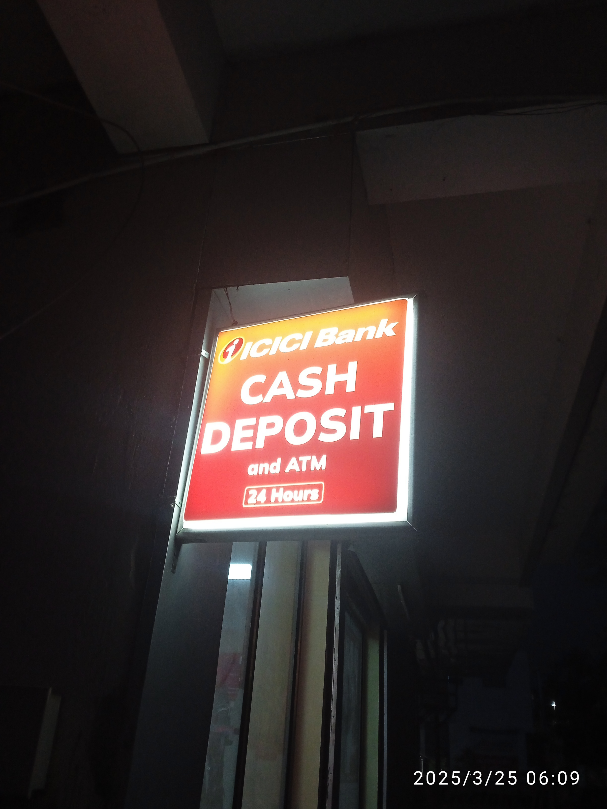 i ICICI Bank
CASH
DEPOSIT
and ATM
24 Hours
2025/3/25 06:09